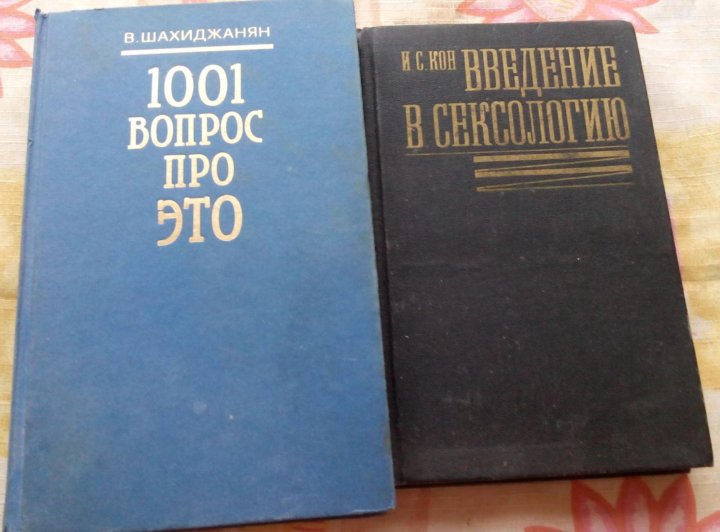 В. ШАХИДЖАНЯН
1001
ВОПРОС
ПРО
ЭТО
И. С. КОН ВВЕДЕНИЕ
В СЕКСОЛОГИЮ